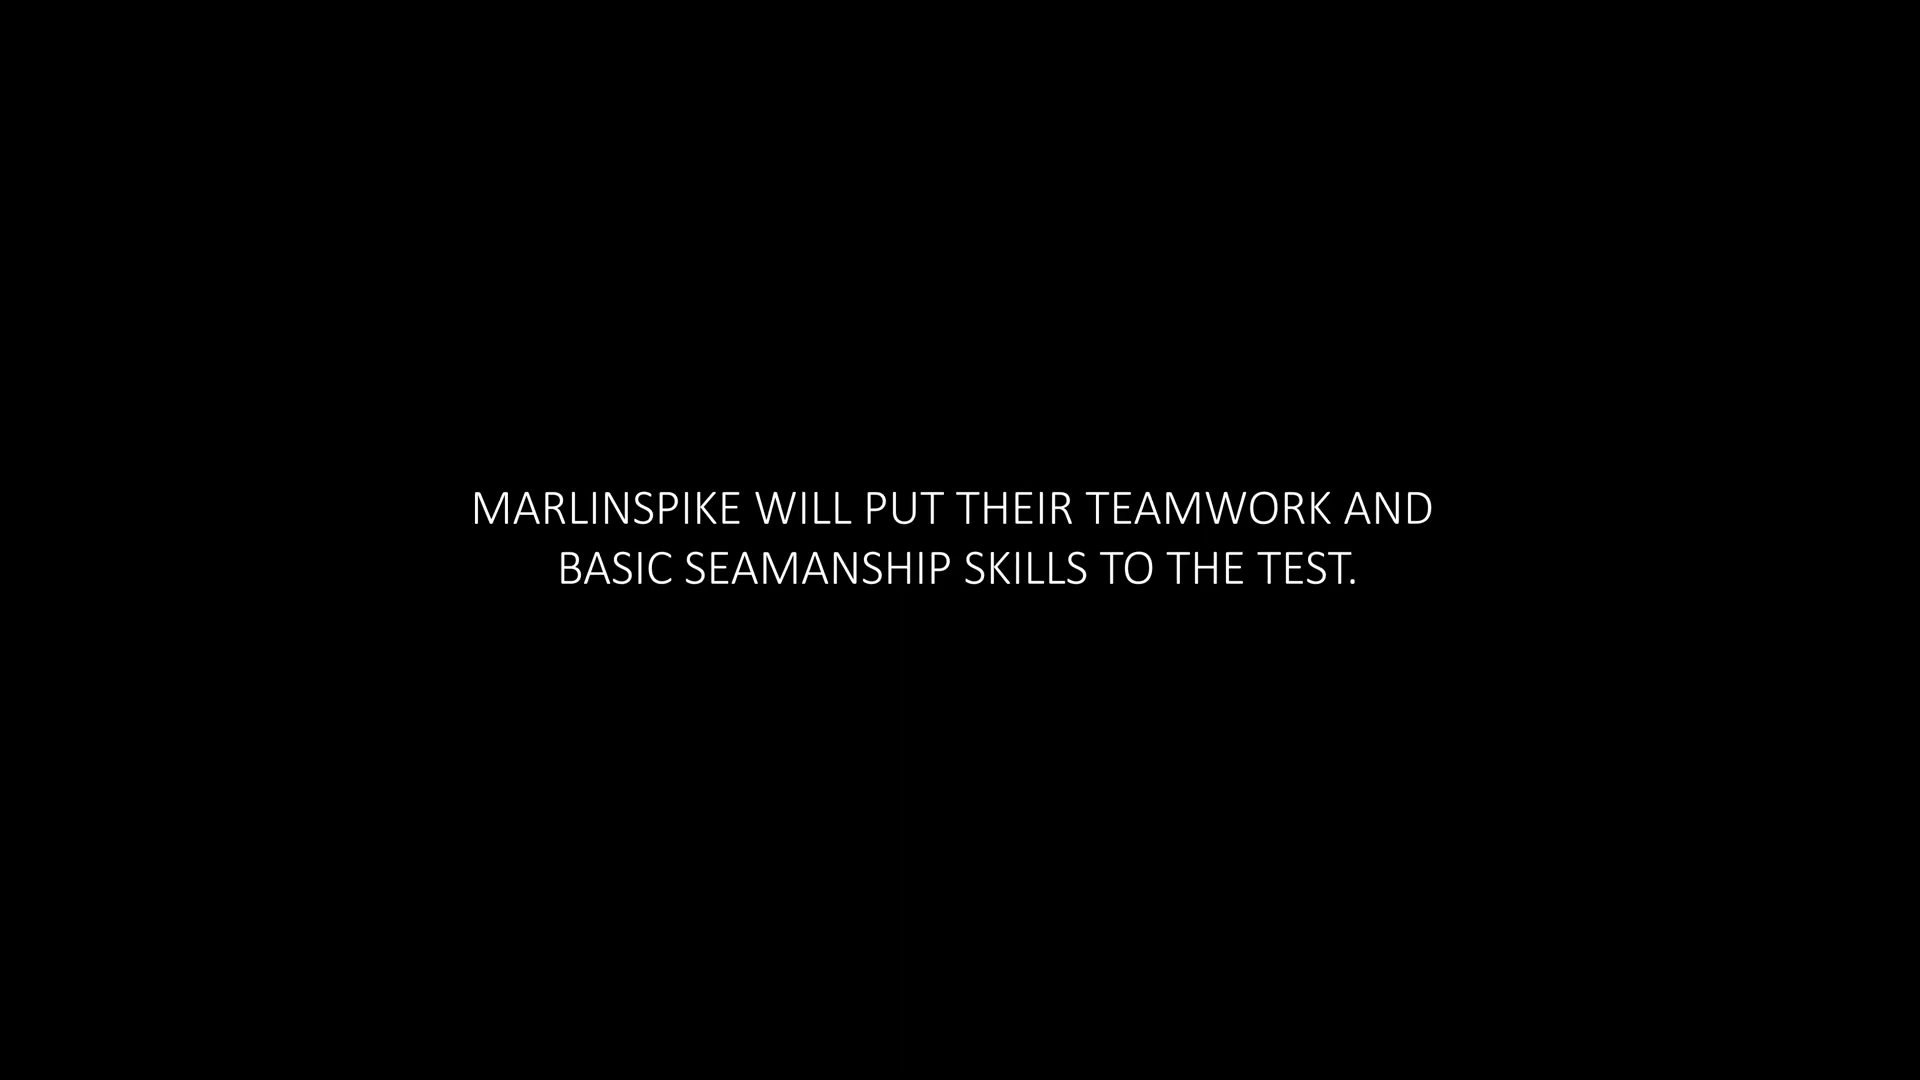 MARLINSPIKE WILL PUT THEIR TEAMWORK AND
BASIC SEAMANSHIP SKILLS TO THE TEST.